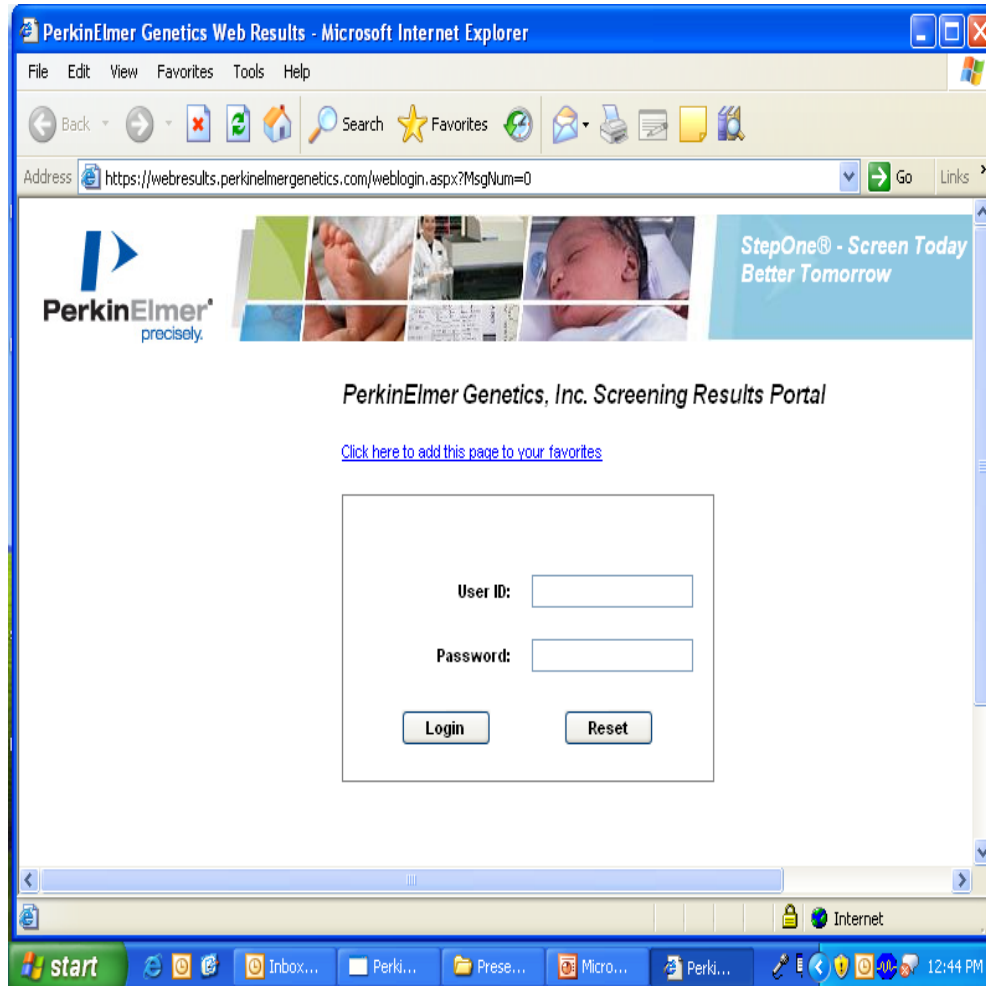 PerkinElmer Genetics Web Results - Microsoft Internet Explorer
File Edit View Favorites Tools Help
Back Search Favorites
Address https://webresults.perkinelmergenetics.com/weblogin.aspx?MsgNum=0 Go Links
StepOne® - Screen Today
Better Tomorrow
PerkinElmer
precisely.
PerkinElmer Genetics, Inc. Screening Results Portal
Click here to add this page to your favorites
User ID:
Password:
Login Reset
Internet
start Inbox... Perki... Prese... Micro... Perki... 12:44 PM